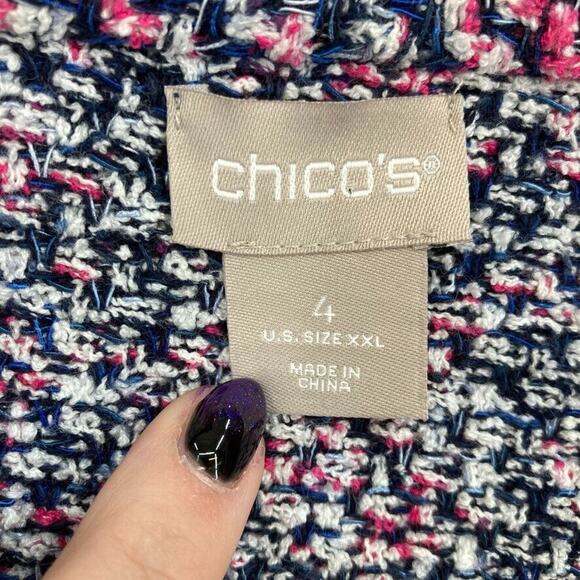 chico's®
4
U.S. SIZE XXL
MADE IN
CHINA